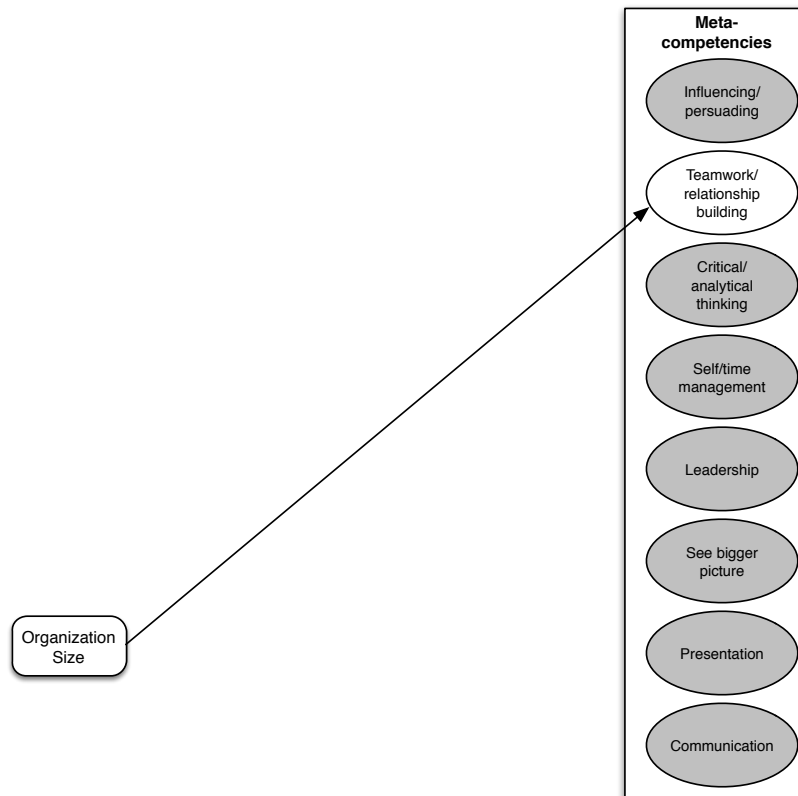 Meta-
competencies
Influencing/
persuading
Teamwork/
relationship
building
Critical/
analytical
thinking
Self/time
management
Leadership
See bigger
picture
Organization
Size
Presentation
Communication